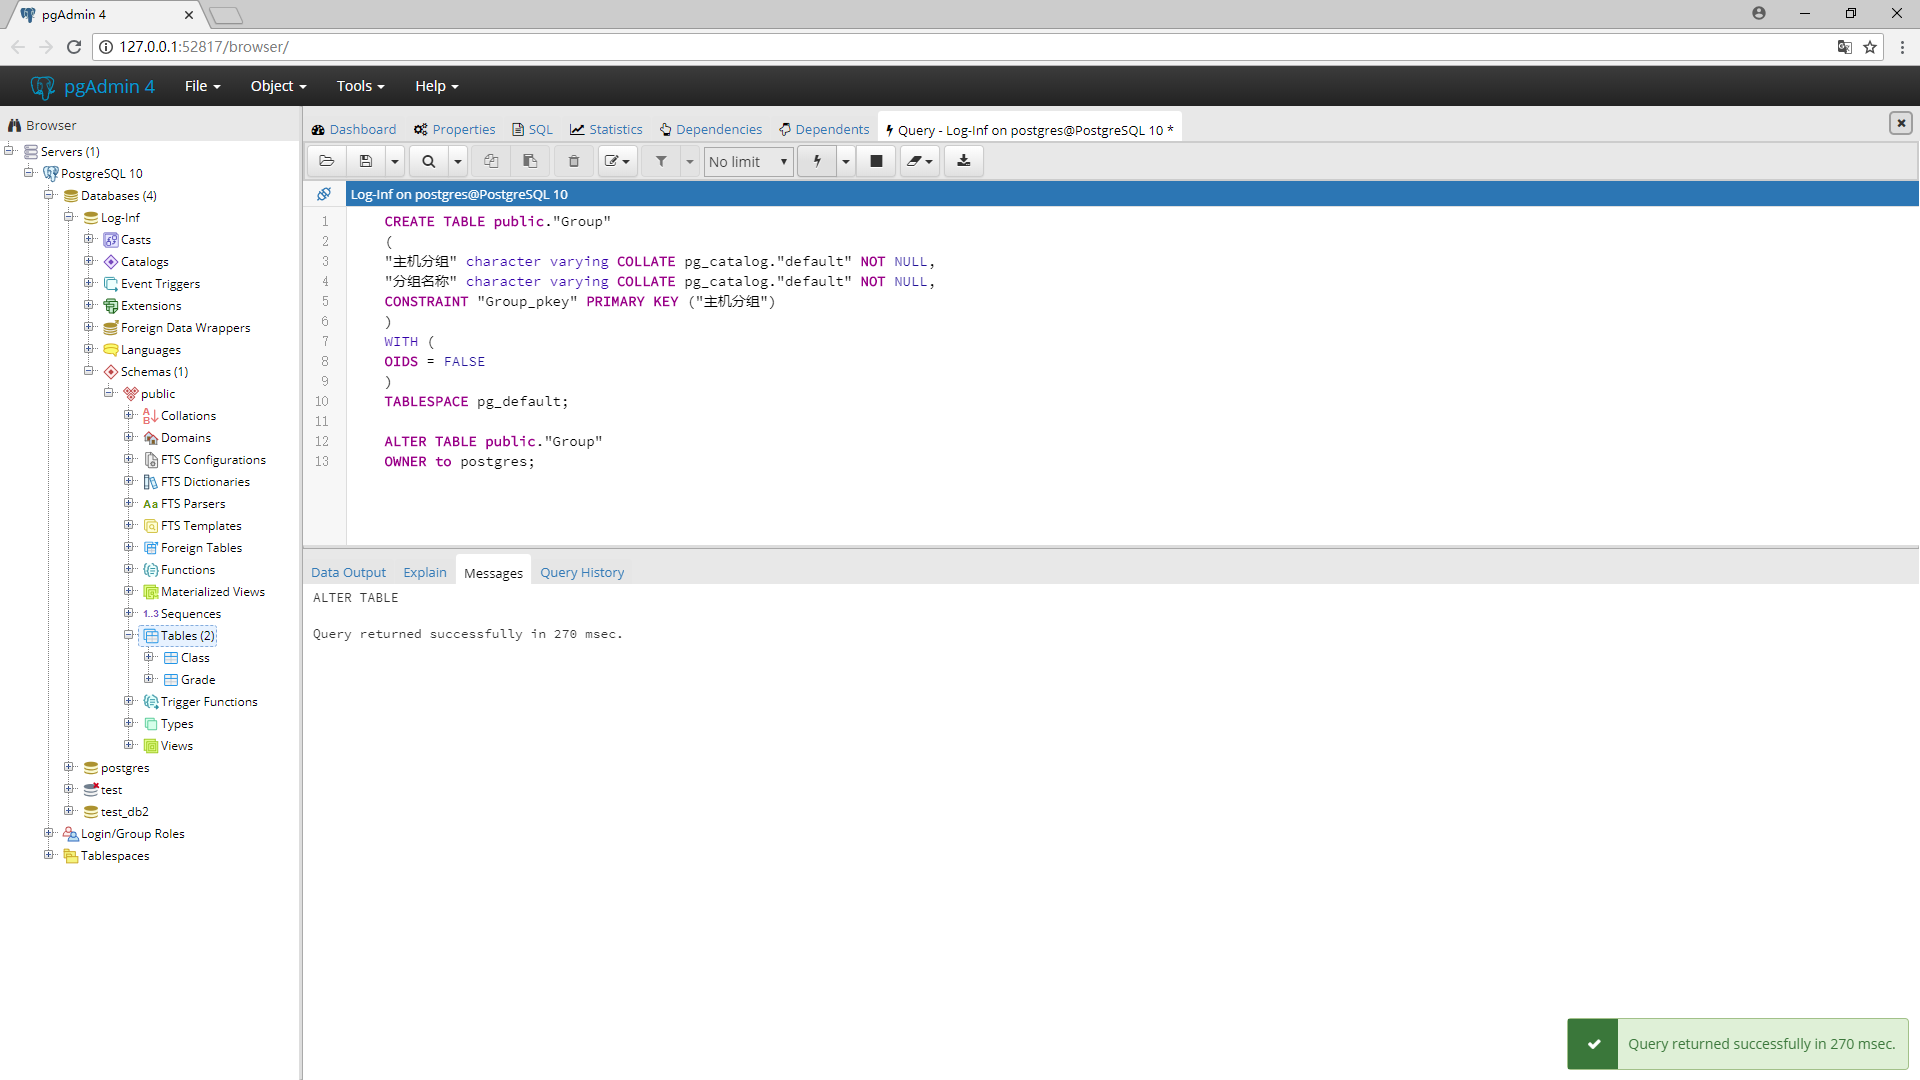 pgAdmin 4
127.0.0.1:52817/browser/
pgAdmin 4 File Object Tools Help
Browser
Servers (1)
PostgreSQL 10
Databases (4)
Log-Inf
Casts
Catalogs
Event Triggers
Extensions
Foreign Data Wrappers
Languages
Schemas (1)
public
Collations
Domains
FTS Configurations
FTS Dictionaries
Aa FTS Parsers
FTS Templates
Foreign Tables
Functions
Materialized Views
1..3 Sequences
Tables (2)
Class
Grade
Trigger Functions
Types
Views
postgres
test
test_db2
Login/Group Roles
Tablespaces
Dashboard Properties SQL Statistics Dependencies Dependents Query - Log-Inf on postgres@PostgreSQL 10 *
No limit
Log-Inf on postgres@PostgreSQL 10
1 CREATE TABLE public."Group"
2 (
3 "主机分组" character varying COLLATE pg_catalog."default" NOT NULL,
4 "分组名称" character varying COLLATE pg_catalog."default" NOT NULL,
5 CONSTRAINT "Group_pkey" PRIMARY KEY ("主机分组")
6 )
7 WITH (
8 OIDS = FALSE
9 )
10 TABLESPACE pg_default;
11
12 ALTER TABLE public."Group"
13 OWNER to postgres;
Data Output Explain Messages Query History
ALTER TABLE
Query returned successfully in 270 msec.
Query returned successfully in 270 msec.